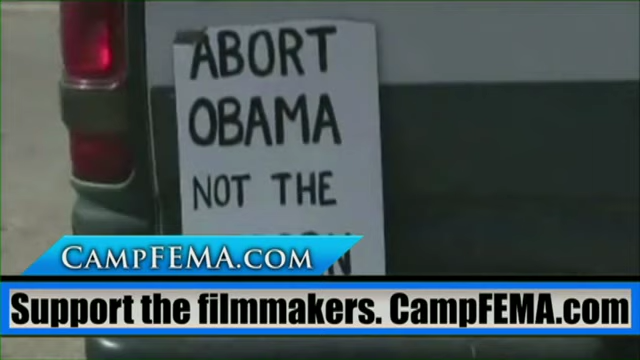 ABORT
OBAMA
NOT THE
CAMPFEMA.COM
Support the filmmakers. CampFEMA.com